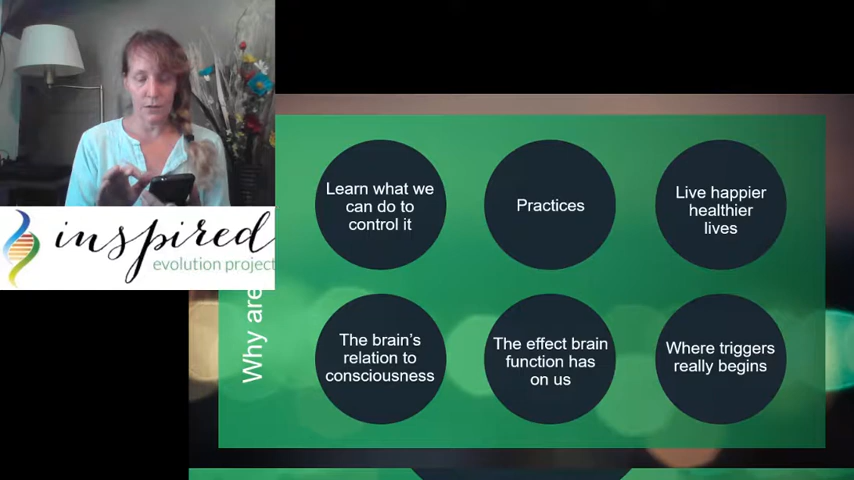 inspired
evolution project
Why are
Learn what we
can do to
control it
Practices
Live happier
healthier
lives
The brain's
relation to
consciousness
The effect brain
function has
on us
Where triggers
really begins